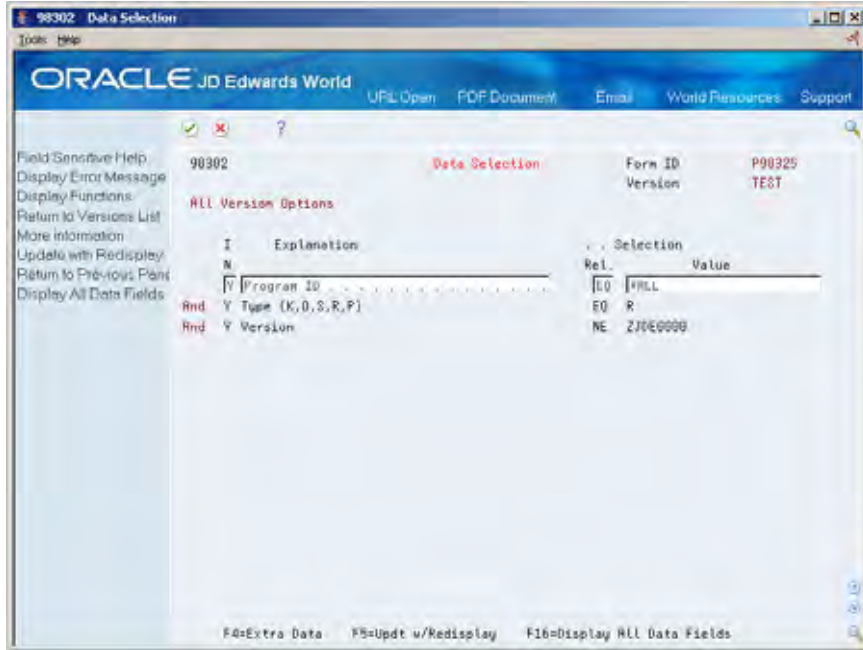 98302 Data Selection
Tools Help
ORACLE JD Edwards World
URL Open PDF Document Email World Resources Support
Field Sensitive Help
Display Error Message
Display Functions
Return to Versions List
More information
Update with Redisplay
Return to Previous Pane
Display All Data Fields
?
98302 Data Selection Form ID P98325
Version TEST
All Version Options
I Explanation . . Selection
N Rel. Value
Y Program ID . . . . . . . . . . . . . . . . EQ *ALL
And Y Type (K,O,S,R,P) EQ R
And Y Version NE ZJDE0000
F4=Extra Data F5=Updt w/Redisplay F16=Display All Data Fields